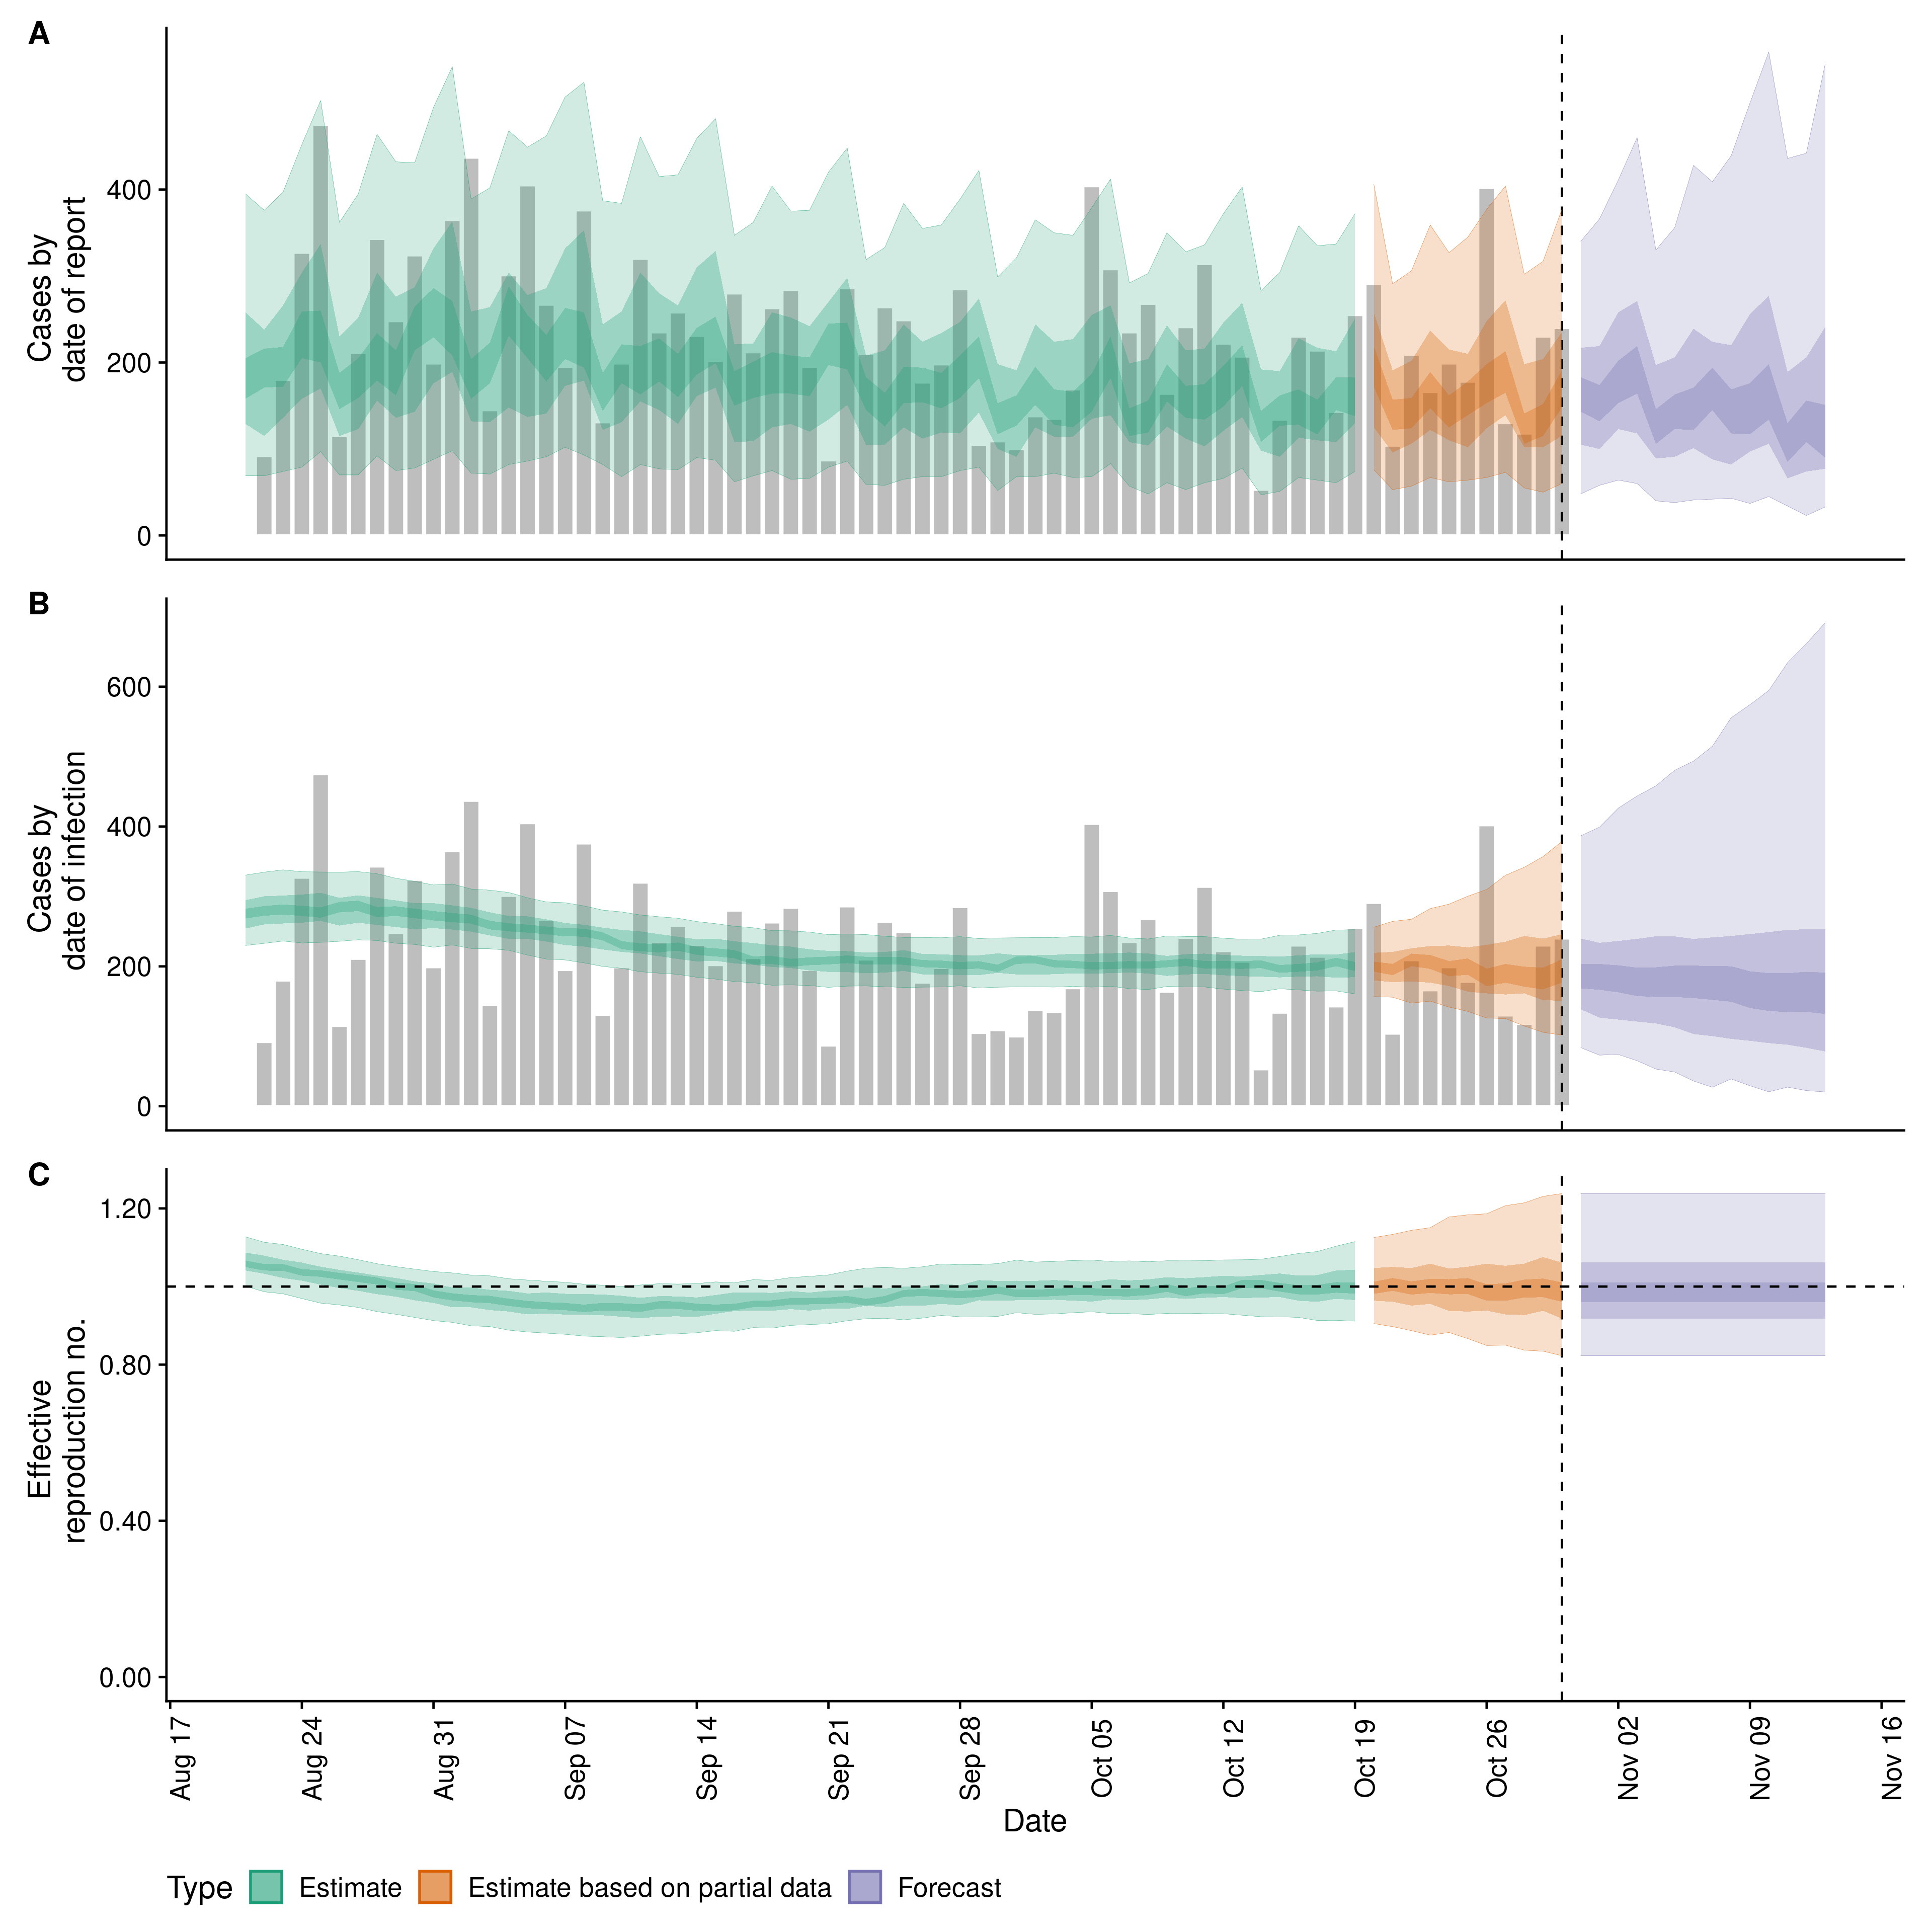 A
Cases by
date of report
400
200
0
B
Cases by
date of infection
600
400
200
0
C
Effective
reproduction no.
1.20
0.80
0.40
0.00
Aug 17
Aug 24
Aug 31
Sep 07
Sep 14
Sep 21
Sep 28
Oct 05
Oct 12
Oct 19
Oct 26
Nov 02
Nov 09
Nov 16
Date
Type Estimate Estimate based on partial data Forecast